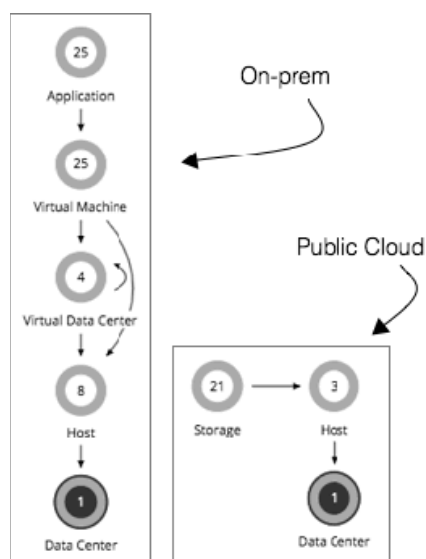 25
Application
On-prem
25
Virtual Machine
4
Virtual Data Center
Public Cloud
8
Host
1
Data Center
21
Storage
3
Host
1
Data Center